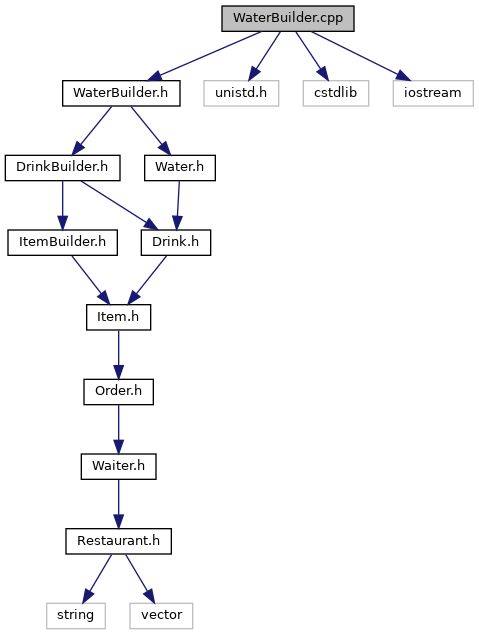 WaterBuilder.cpp
WaterBuilder.h
unistd.h
cstdlib
iostream
DrinkBuilder.h
Water.h
ItemBuilder.h
Drink.h
Item.h
Order.h
Waiter.h
Restaurant.h
string
vector